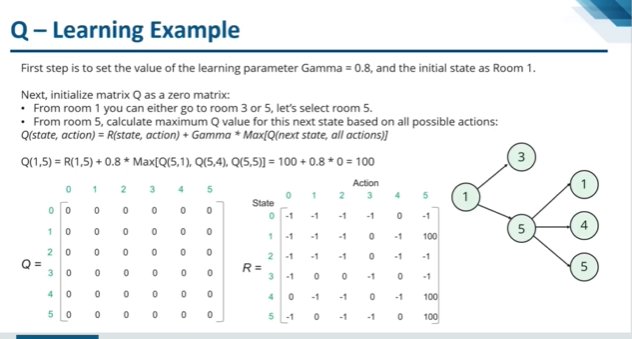 Q – Learning Example
First step is to set the value of the learning parameter Gamma = 0.8, and the initial state as Room 1.
Next, initialize matrix Q as a zero matrix:
• From room 1 you can either go to room 3 or 5, let's select room 5.
• From room 5, calculate maximum Q value for this next state based on all possible actions:
Q(state, action) = R(state, action) + Gamma * Max[Q(next state, all actions)]
Q(1,5) = R(1,5) + 0.8 * Max[Q(5,1), Q(5,4), Q(5,5)] = 100 + 0.8 * 0 = 100
0 1 2 3 4 5
0 0 0 0 0 0 0
1 0 0 0 0 0 0
2 0 0 0 0 0 0
Q =
3 0 0 0 0 0 0
4 0 0 0 0 0 0
5 0 0 0 0 0 0
Action
State 0 1 2 3 4 5
0 -1 -1 -1 -1 0 -1
1 -1 -1 -1 0 -1 100
2 -1 -1 -1 0 -1 -1
R =
3 -1 0 0 -1 0 -1
4 0 -1 -1 0 -1 100
5 -1 0 -1 -1 0 100
3
1
1
5
4
5